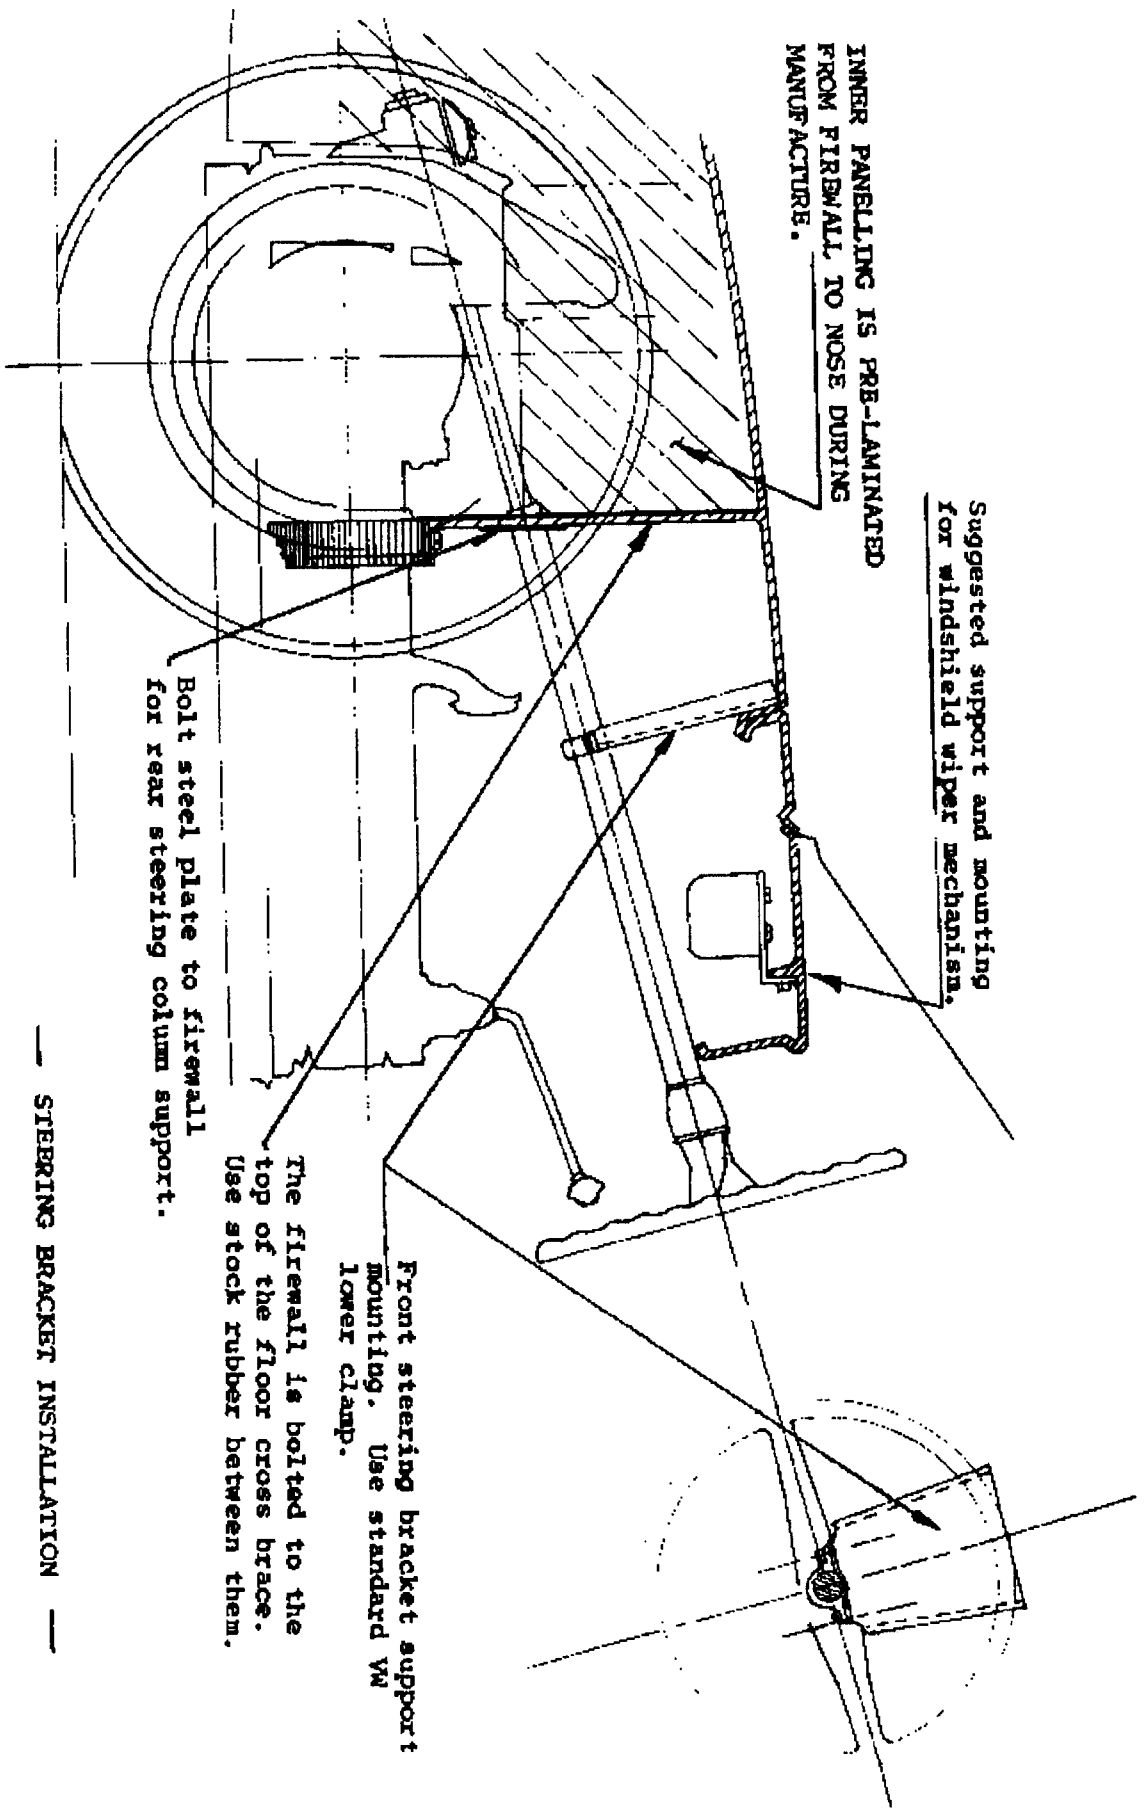 INNER PANELLING IS PRE-LAMINATED
FROM FIREWALL TO NOSE DURING
MANUFACTURE.
Suggested support and mounting
for windshield wiper mechanism.
Bolt steel plate to firewall
for rear steering column support.
The firewall is bolted to the
top of the floor cross brace.
Use stock rubber between them.
Front steering bracket support
mounting. Use standard VW
lower clamp.
— STEERING BRACKET INSTALLATION —